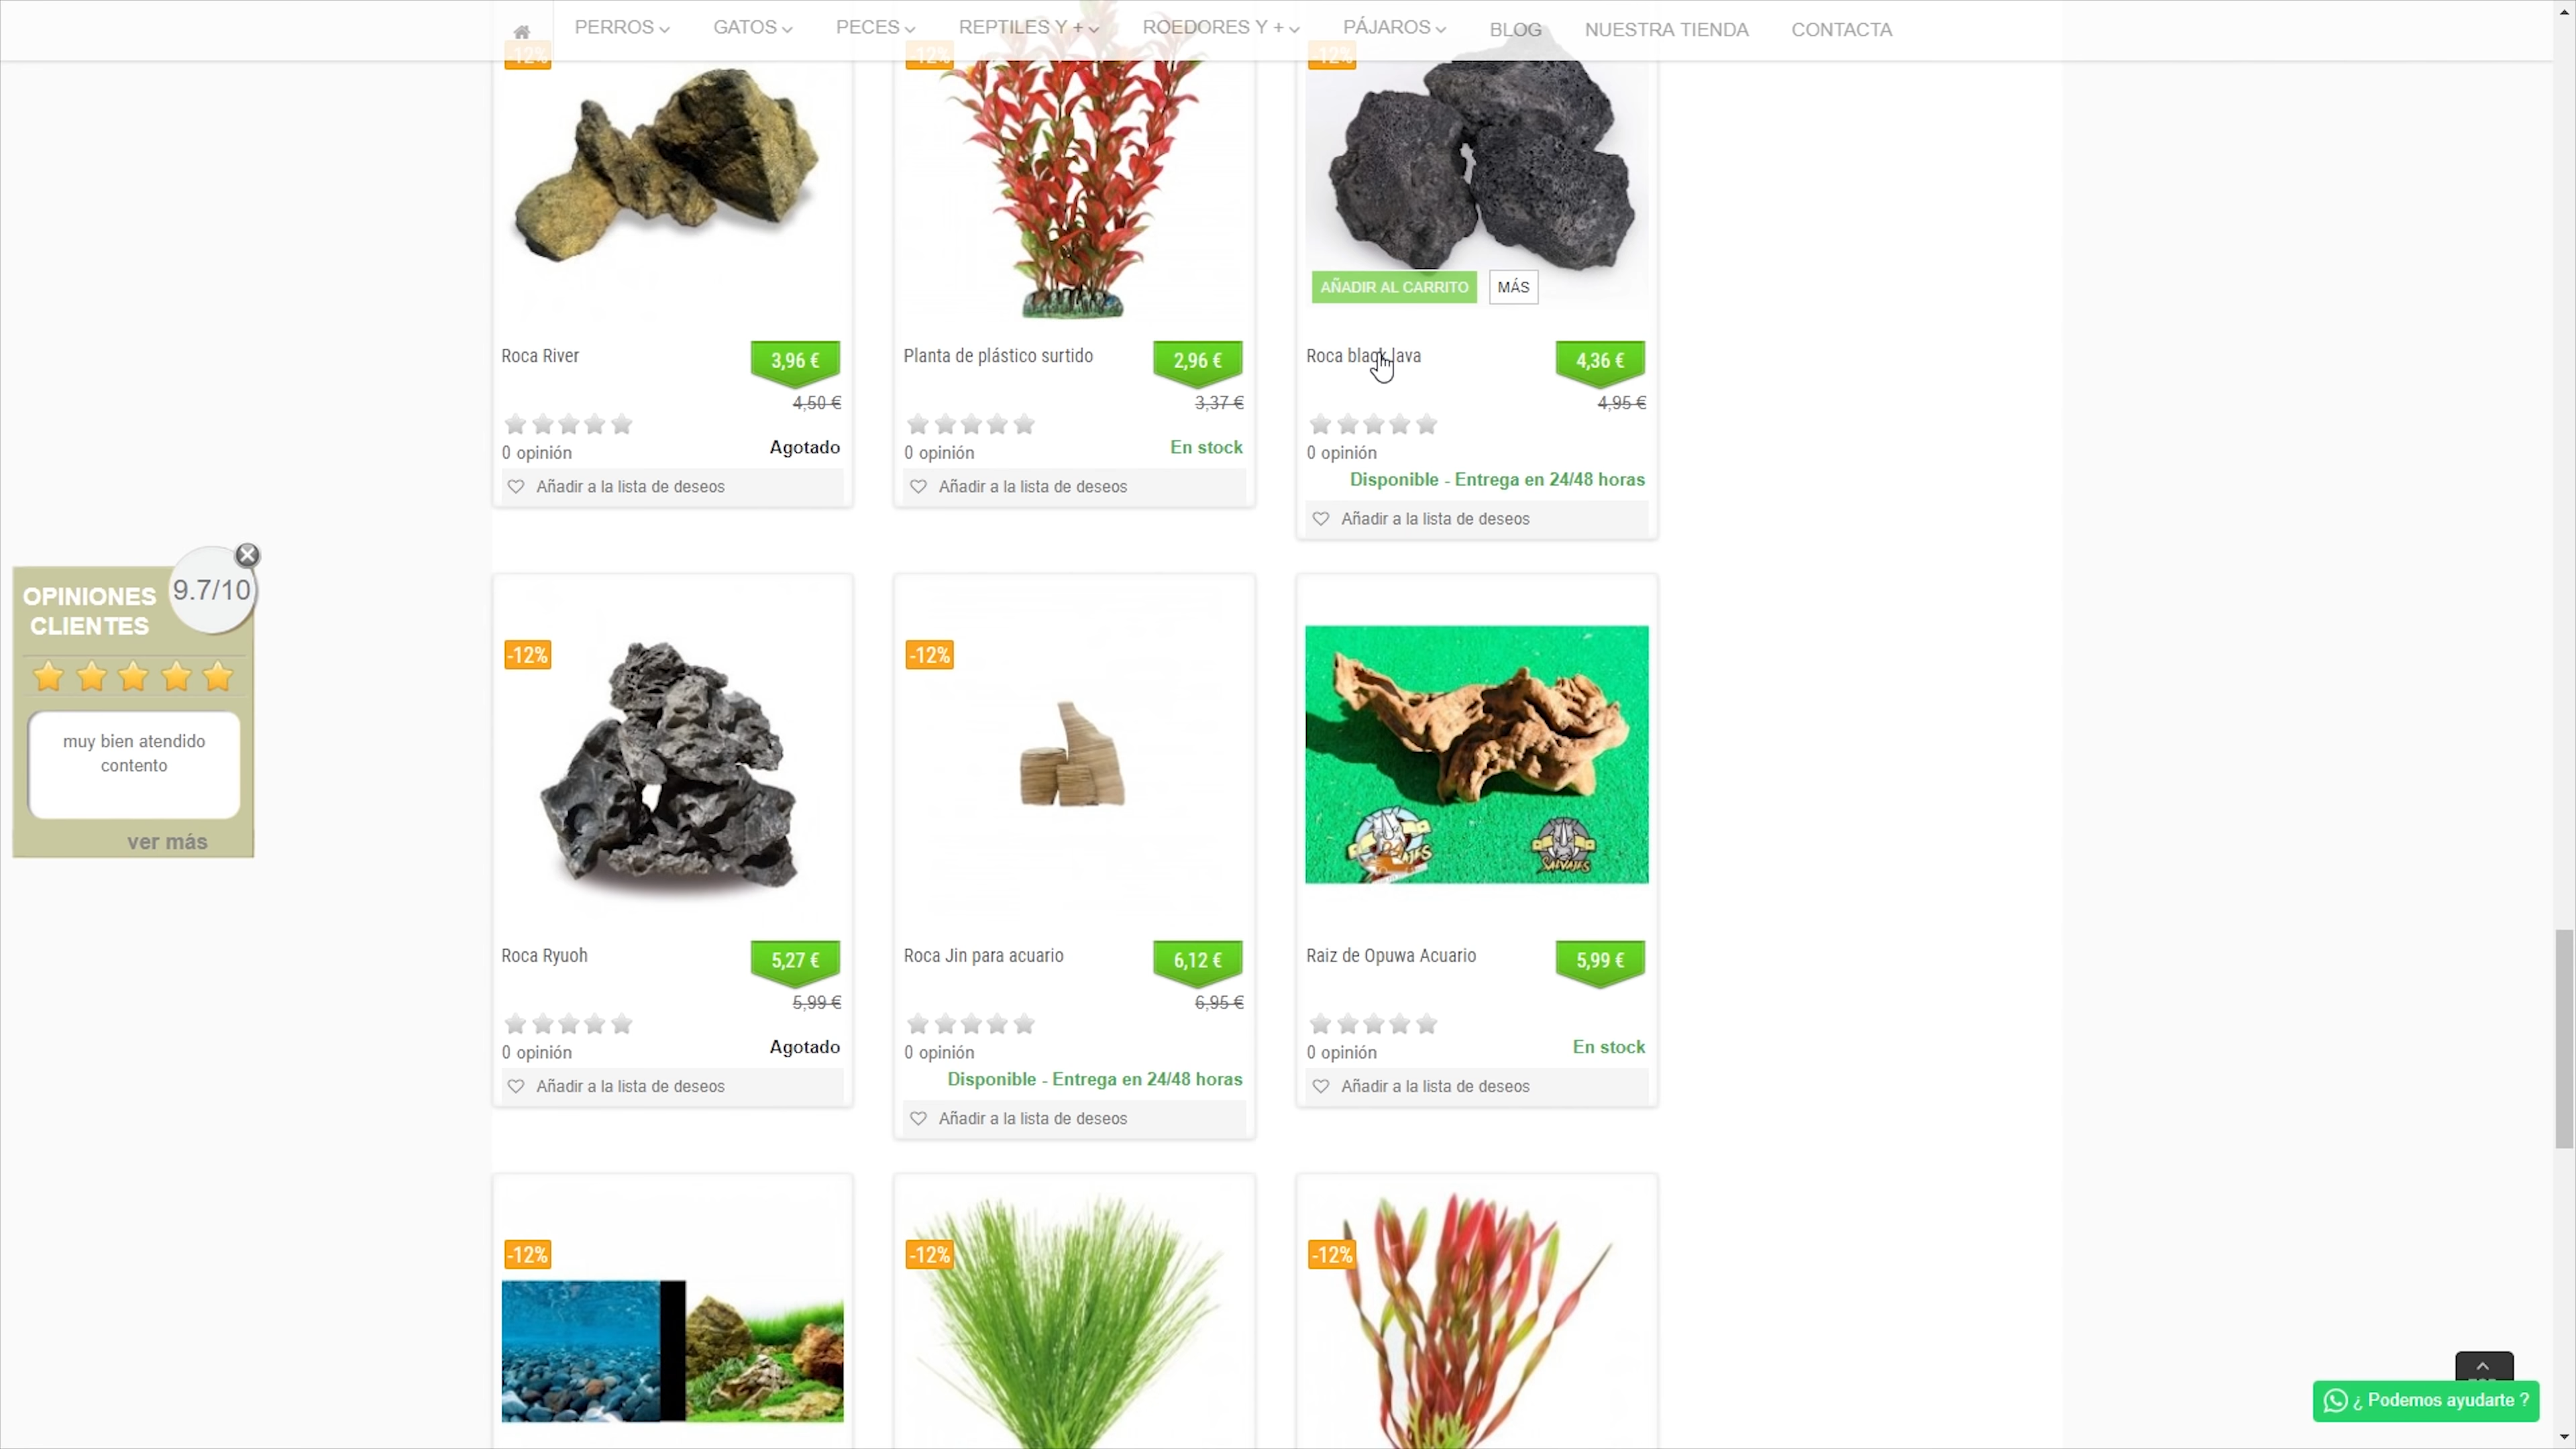 PERROS
GATOS
PECES
REPTILES Y +
ROEDORES Y +
PÁJAROS
BLOG
NUESTRA TIENDA
CONTACTA
-12%
-12%
-12%
AÑADIR AL CARRITO
MÁS
Roca River
3,96 €
4,50 €
0 opinión
Agotado
Añadir a la lista de deseos
Planta de plástico surtido
2,96 €
3,37 €
0 opinión
En stock
Añadir a la lista de deseos
Roca black lava
4,36 €
4,95 €
0 opinión
Disponible - Entrega en 24/48 horas
Añadir a la lista de deseos
OPINIONES
CLIENTES
9.7/10
muy bien atendido
contento
ver más
-12%
Roca Ryuoh
5,27 €
5,99 €
0 opinión
Agotado
Añadir a la lista de deseos
-12%
Roca Jin para acuario
6,12 €
6,95 €
0 opinión
Disponible - Entrega en 24/48 horas
Añadir a la lista de deseos
SALVAJES
Raiz de Opuwa Acuario
5,99 €
0 opinión
En stock
Añadir a la lista de deseos
-12%
-12%
-12%
¿ Podemos ayudarte ?